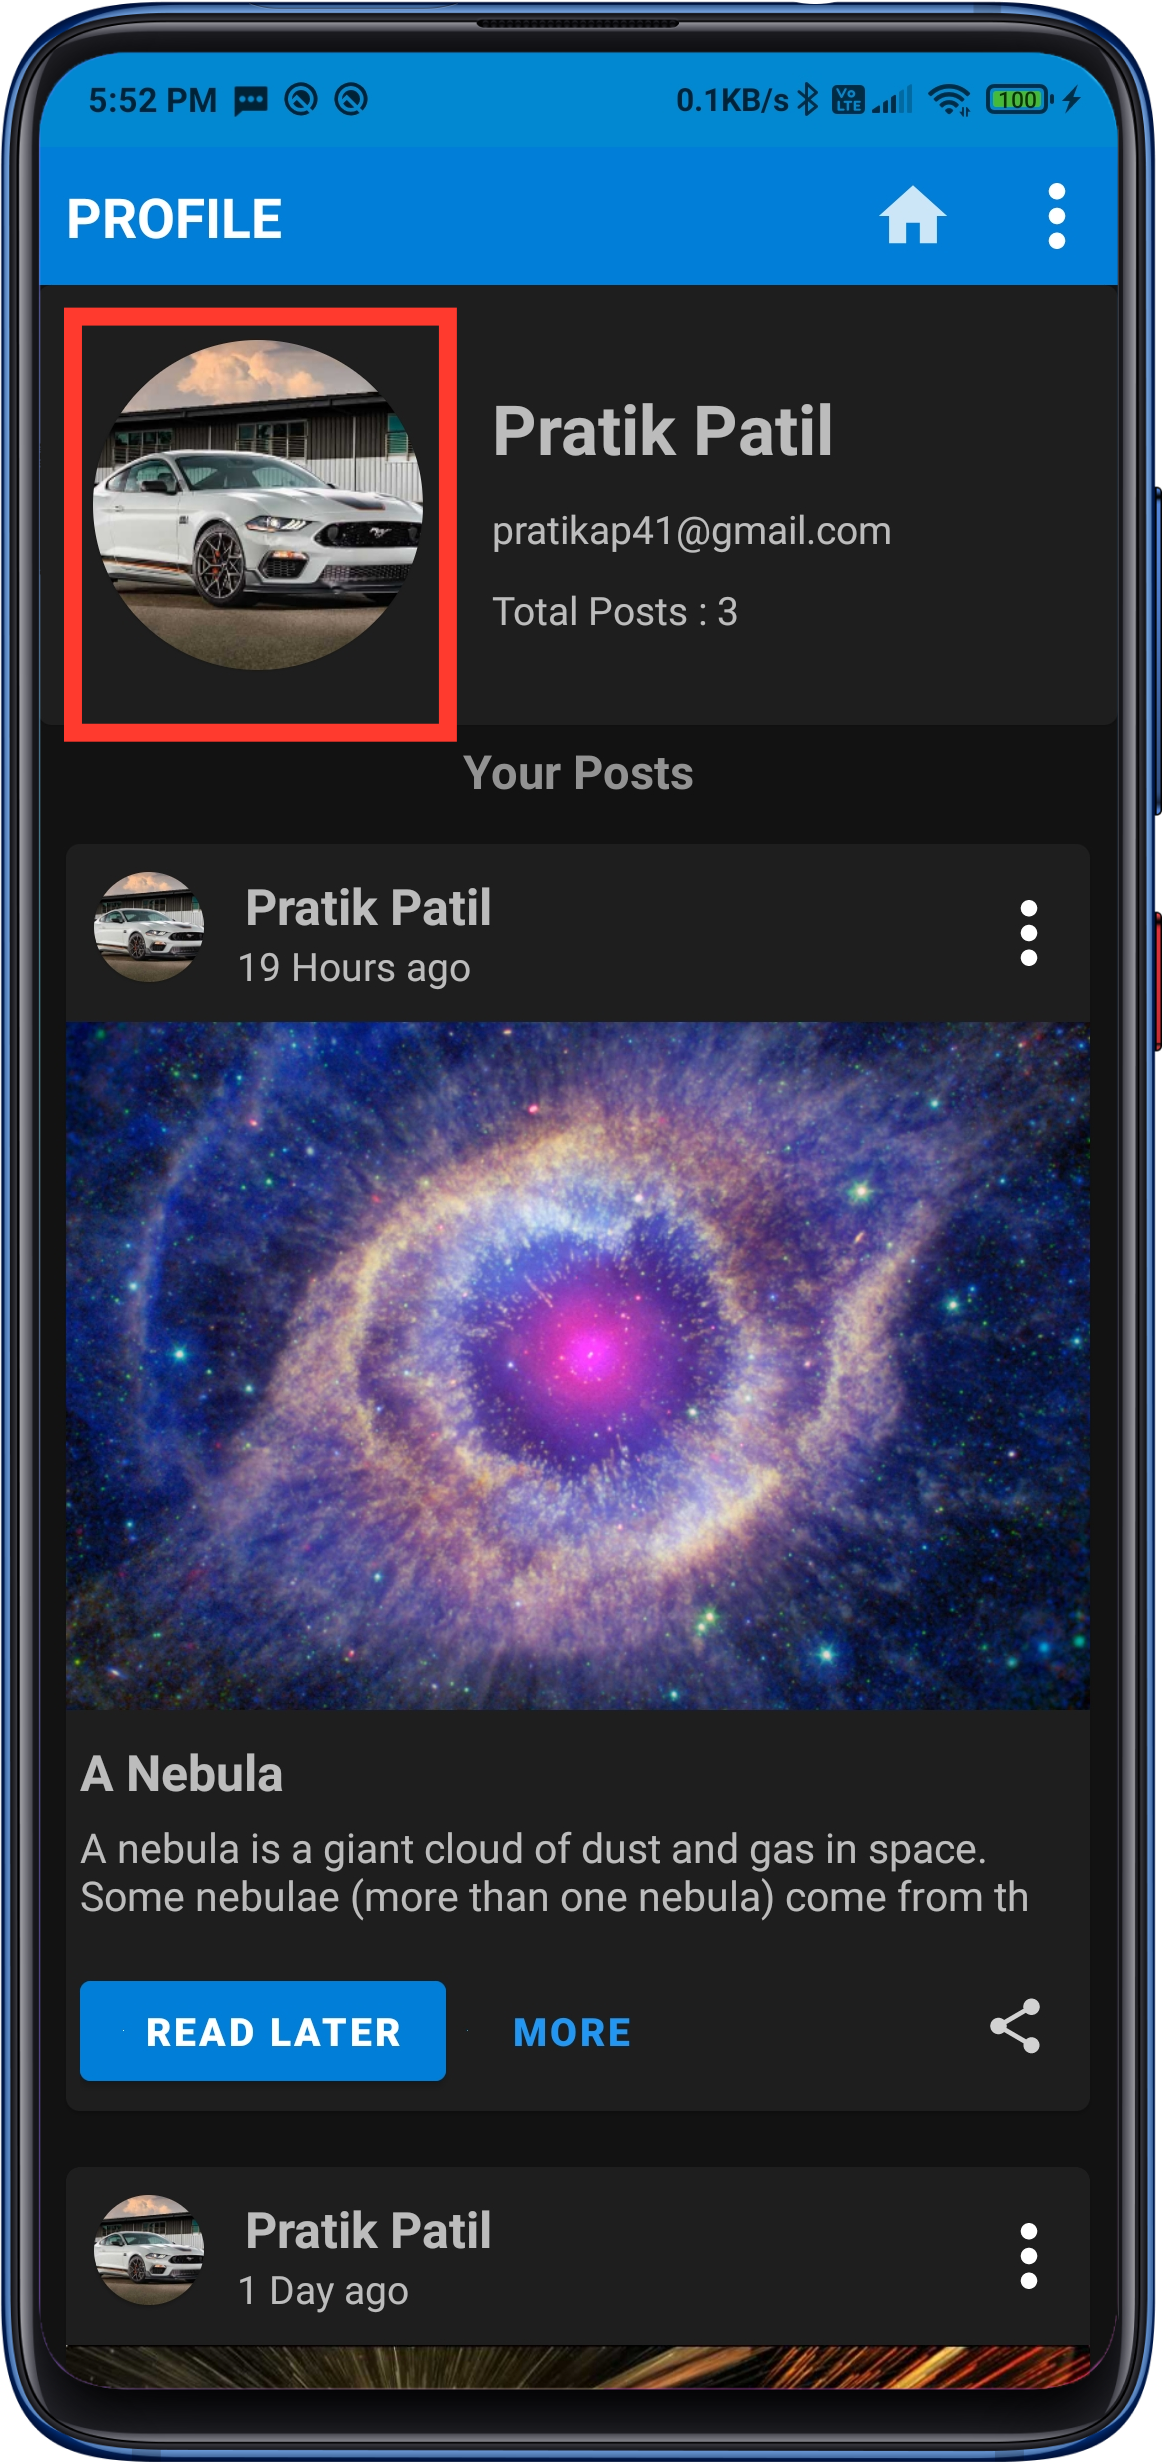 5:52 PM 0.1KB/s Vo LTE 100
PROFILE
Pratik Patil
pratikap41@gmail.com
Total Posts : 3
Your Posts
Pratik Patil
19 Hours ago
A Nebula
A nebula is a giant cloud of dust and gas in space.
Some nebulae (more than one nebula) come from th
READ LATER MORE
Pratik Patil
1 Day ago